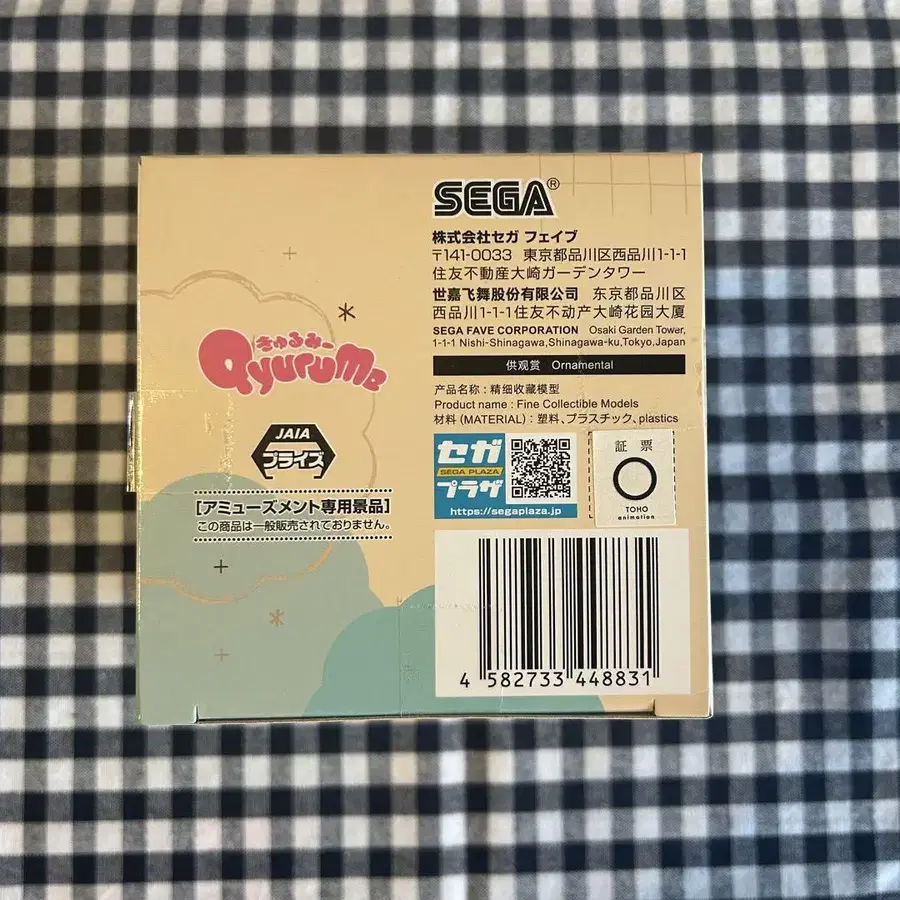 SEGA®
株式会社セガ フェイブ
〒141-0033 東京都品川区西品川1-1-1
住友不動産大崎ガーデンタワー
世嘉飞舞股份有限公司 东京都品川区
西品川1-1-1住友不动产大崎花园大厦
SEGA FAVE CORPORATION Osaki Garden Tower,
1-1-1 Nishi-Shinagawa,Shinagawa-ku,Tokyo,Japan
供观赏 Ornamental
产品名称:精细收藏模型
Product name : Fine Collectible Models
材料 (MATERIAL) : 塑料、プラスチック、plastics
きゅるみー
QyuruMe
JAIA
プライズ
[アミューズメント専用景品]
この商品は一般販売されておりません。
セガ
SEGA PLAZA
プラザ
https://segaplaza.jp
証票
TOHO
animation
4 582733 448831